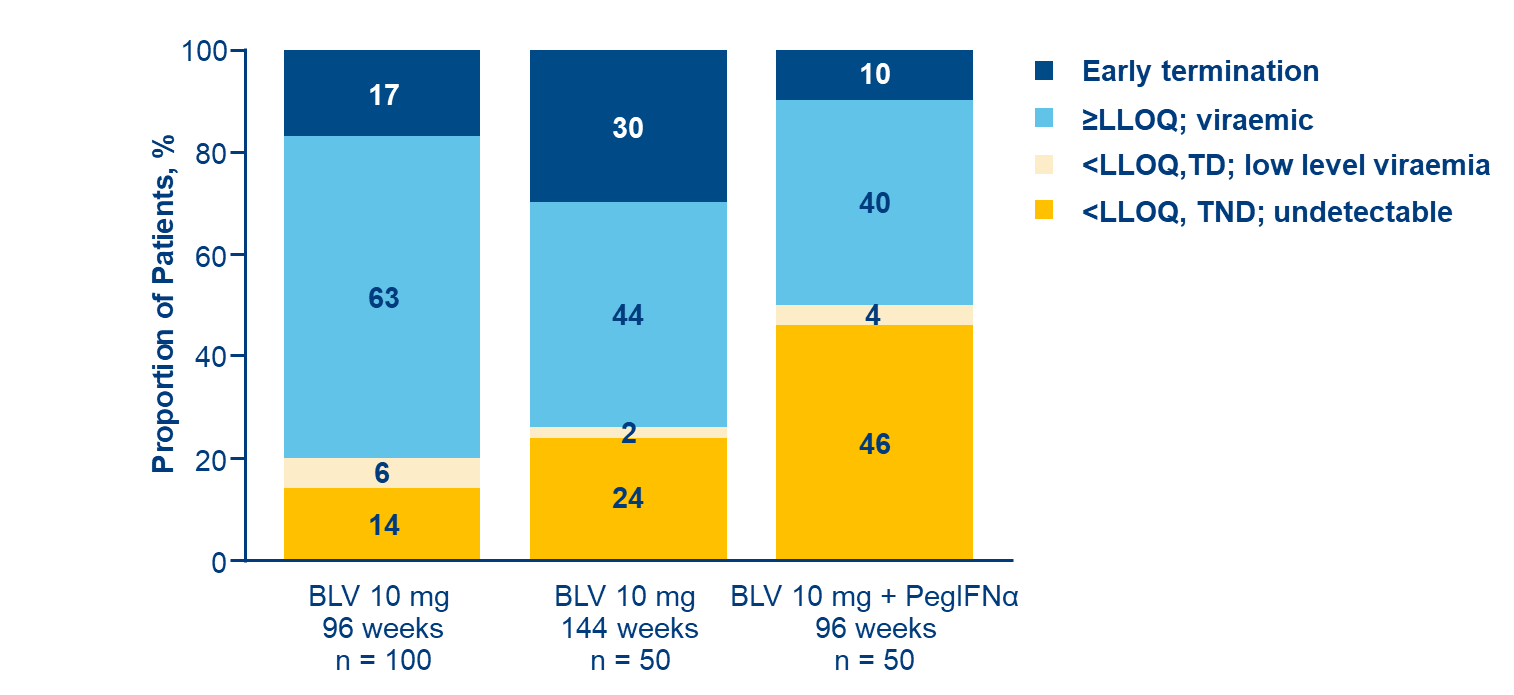 Proportion of Patients, %
100
80
60
40
20
0
17
63
6
14
30
44
2
24
10
40
4
46
BLV 10 mg
96 weeks
n = 100
BLV 10 mg
144 weeks
n = 50
BLV 10 mg + PegIFNα
96 weeks
n = 50
Early termination
≥LLOQ; viraemic
<LLOQ,TD; low level viraemia
<LLOQ, TND; undetectable